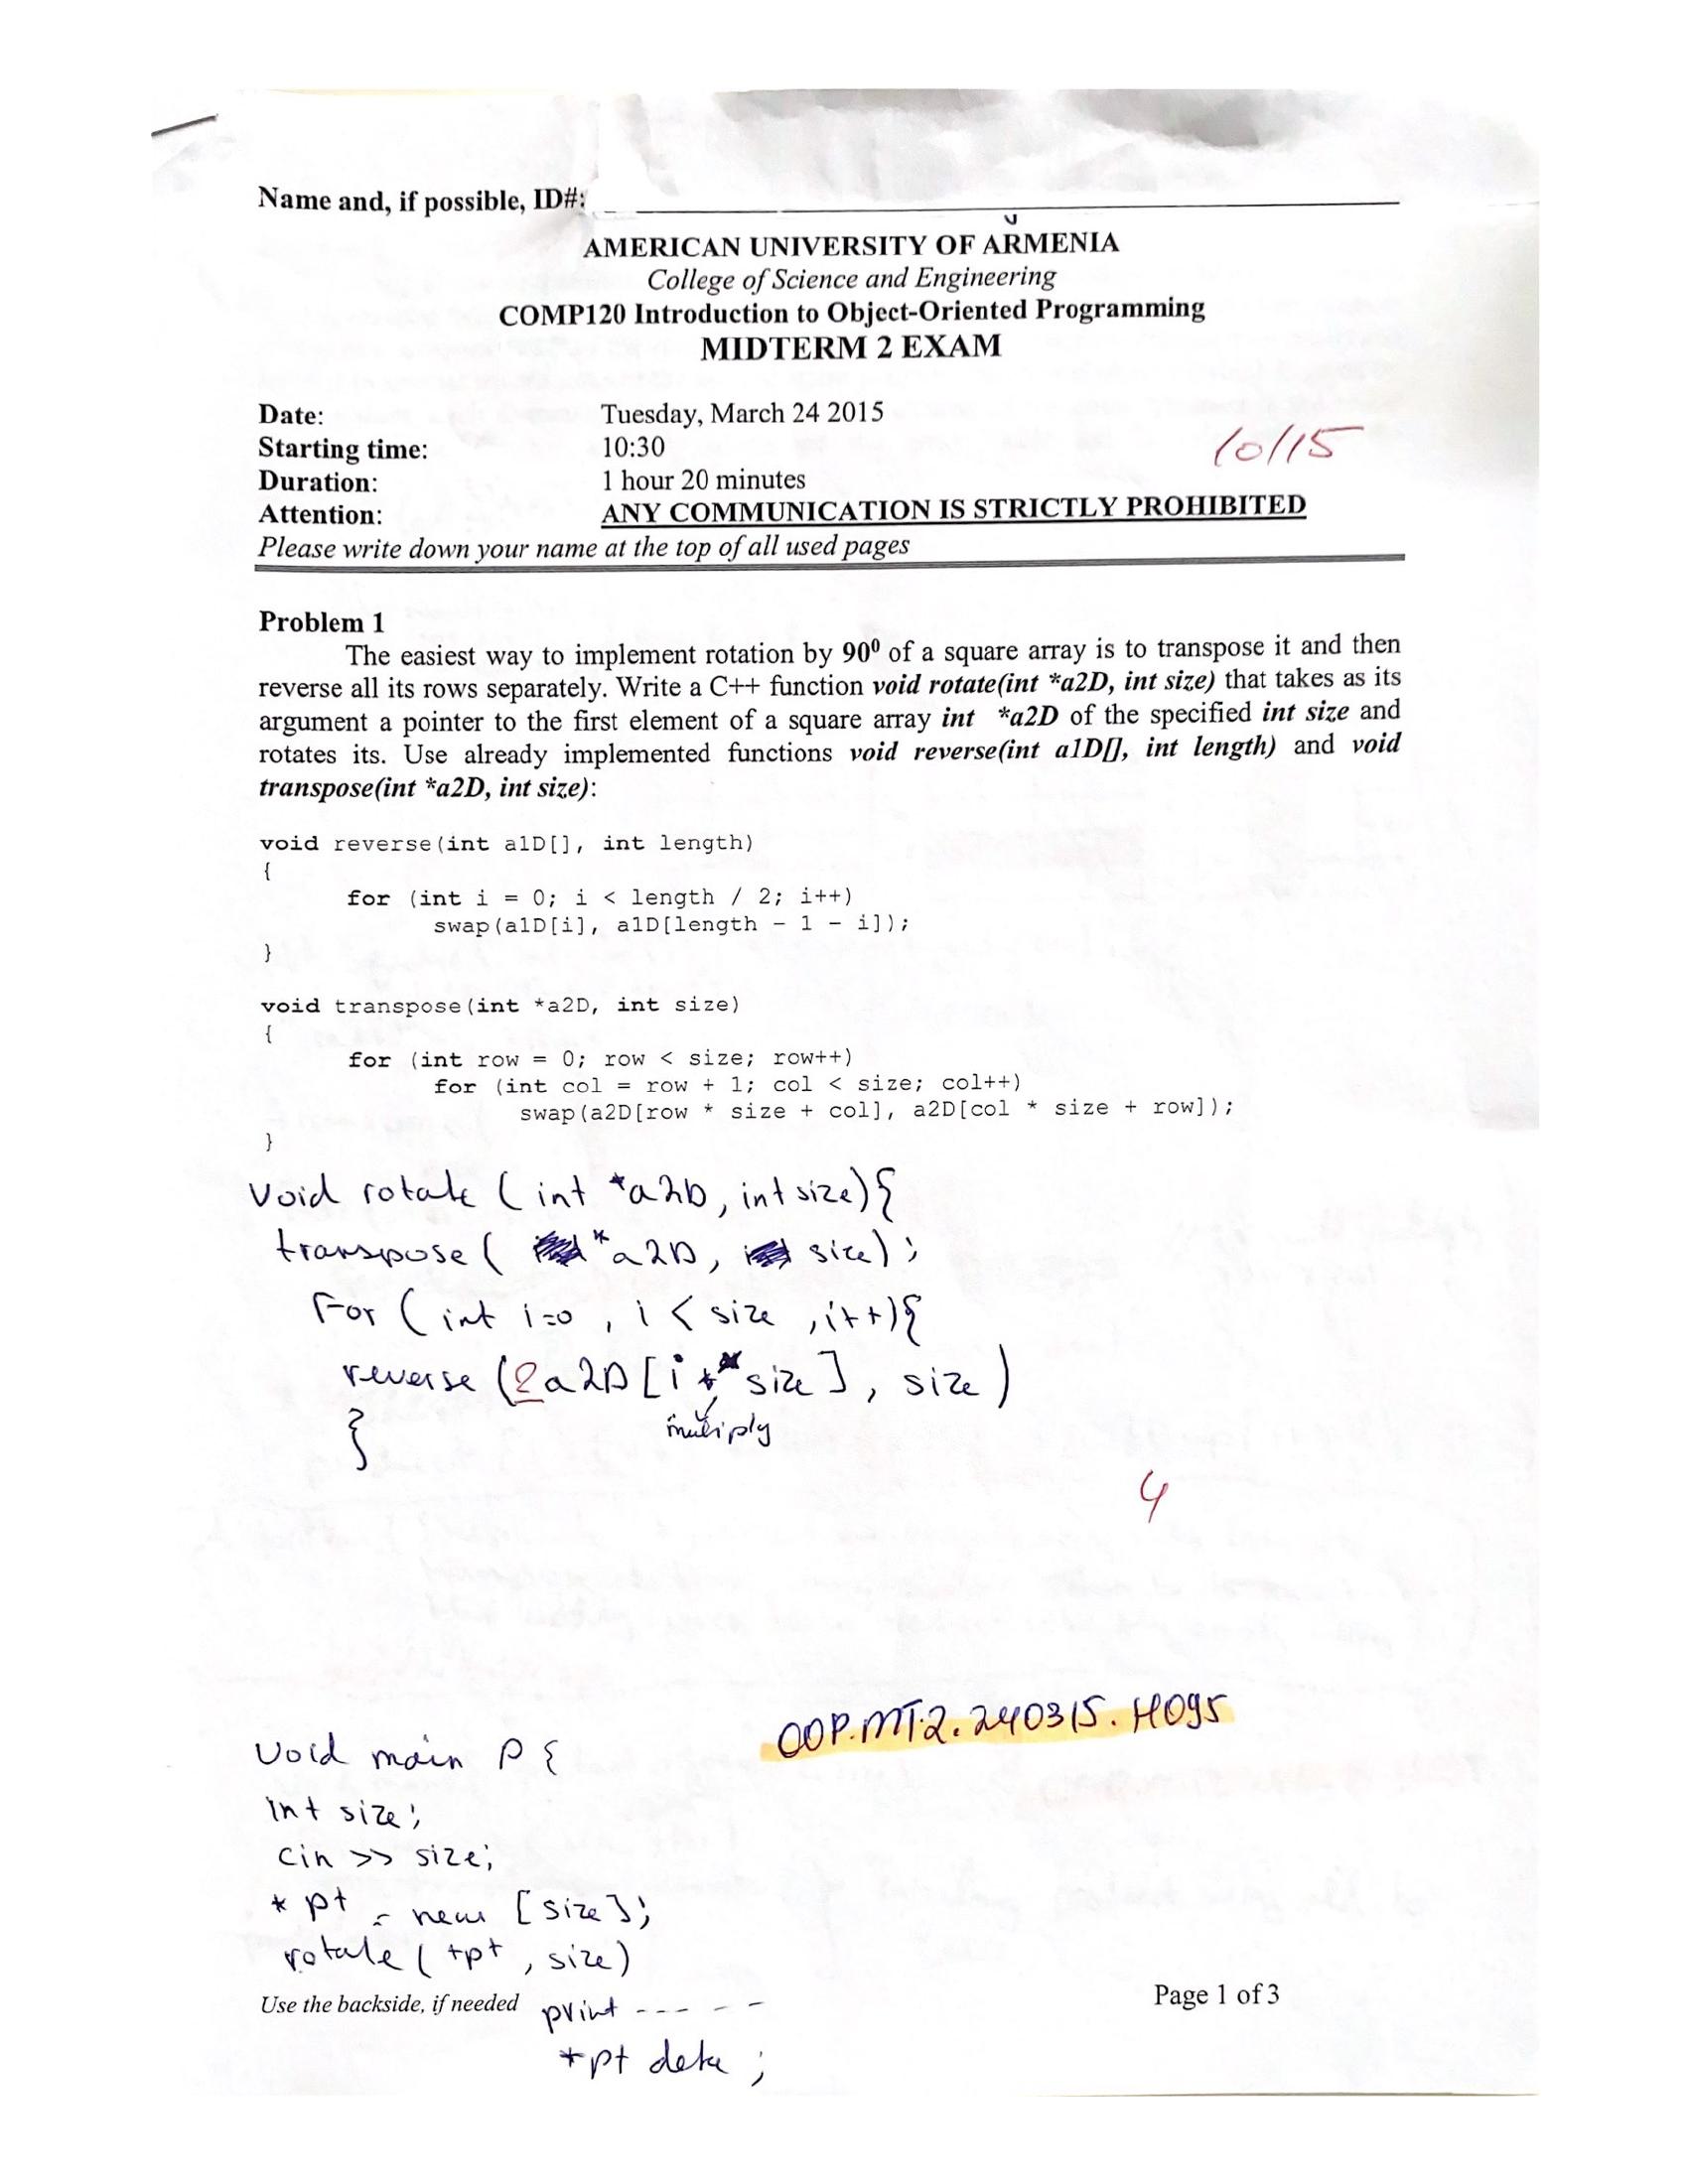 Name and, if possible, ID#:
AMERICAN UNIVERSITY OF ARMENIA
College of Science and Engineering
COMP120 Introduction to Object-Oriented Programming
MIDTERM 2 EXAM
Date: Tuesday, March 24 2015
10/15
Starting time: 10:30
Duration: 1 hour 20 minutes
Attention: ANY COMMUNICATION IS STRICTLY PROHIBITED
Please write down your name at the top of all used pages
Problem 1
The easiest way to implement rotation by 90⁰ of a square array is to transpose it and then
reverse all its rows separately. Write a C++ function void rotate(int *a2D, int size) that takes as its
argument a pointer to the first element of a square array int *a2D of the specified int size and
rotates its. Use already implemented functions void reverse(int a1D[], int length) and void
transpose(int *a2D, int size):
void reverse(int a1D[], int length)
{
for (int i = 0; i < length / 2; i++)
swap(a1D[i], a1D[length - 1 - i]);
}
void transpose(int *a2D, int size)
{
for (int row = 0; row < size; row++)
for (int col = row + 1; col < size; col++)
swap(a2D[row * size + col], a2D[col * size + row]);
}
void rotate (int *a2D, int size){
transpose( *a2D, size);
For (int i=0 , i < size ,i++){
reverse (a2D[i * size], size)
multiply
}
4
OOP.MT2.240315.H095
Void main {
int size;
cin >> size;
* pt = new [size];
rotate( *pt , size)
Use the backside, if needed
Page 1 of 3
print - - - - -
*pt dete ;